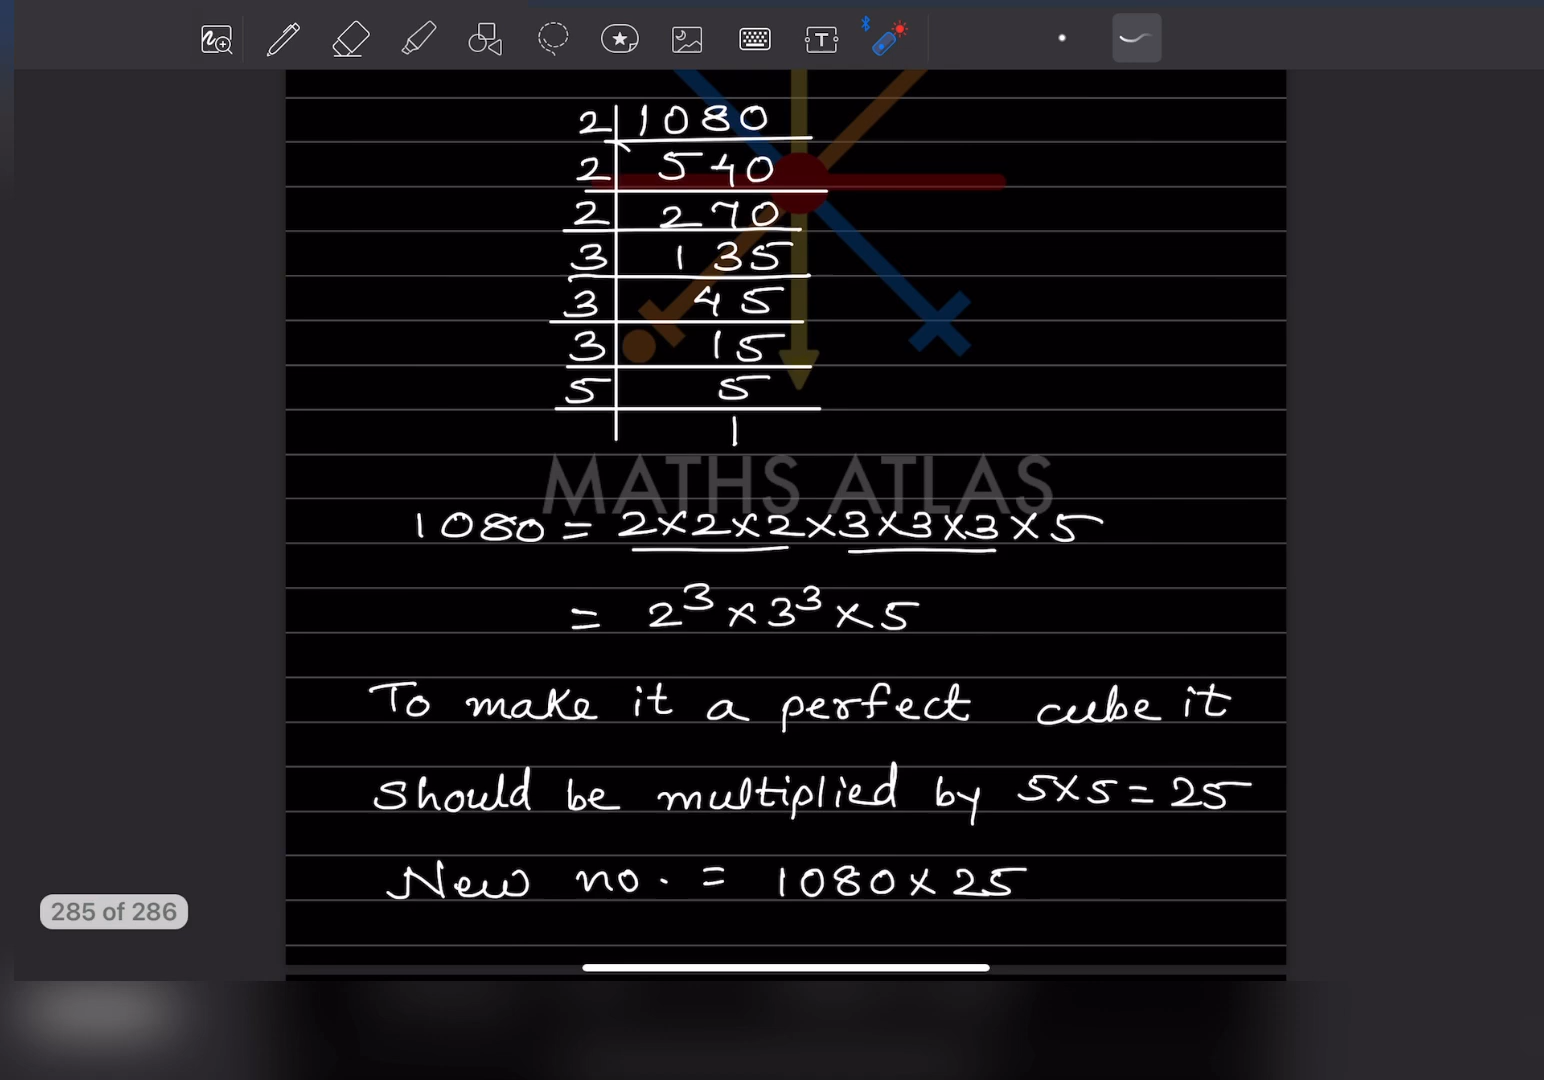 T
2 1080
2 540
2 270
3 135
3 45
3 15
5 5
1
MATHS ATLAS
1080 = 2×2×2×3×3×3×5
= 2³×3³×5
To make it a perfect cube it
should be multiplied by 5×5=25
New no. = 1080×25
285 of 286